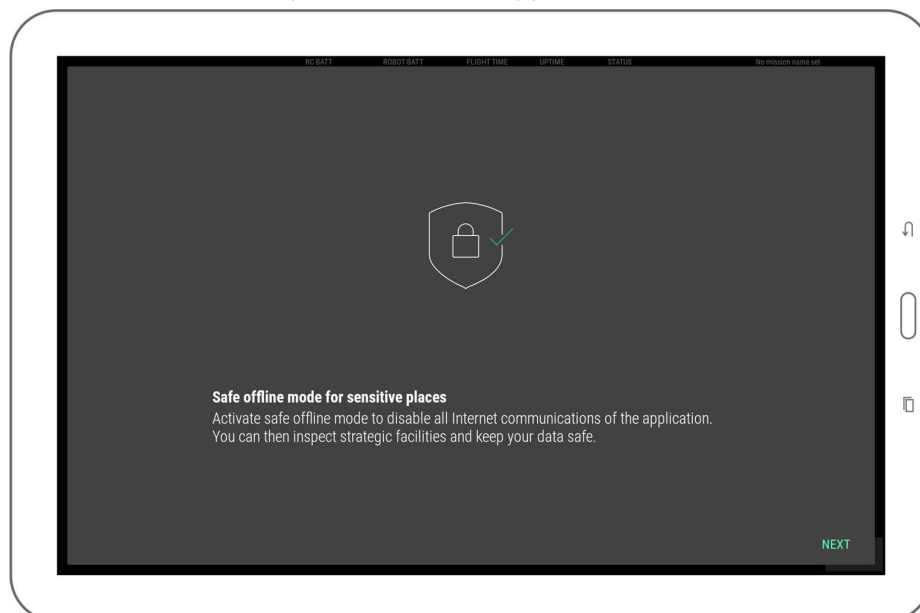 RC BATT ROBOT BATT FLIGHT TIME UPTIME STATUS No mission name set
Safe offline mode for sensitive places
Activate safe offline mode to disable all Internet communications of the application.
You can then inspect strategic facilities and keep your data safe.
NEXT